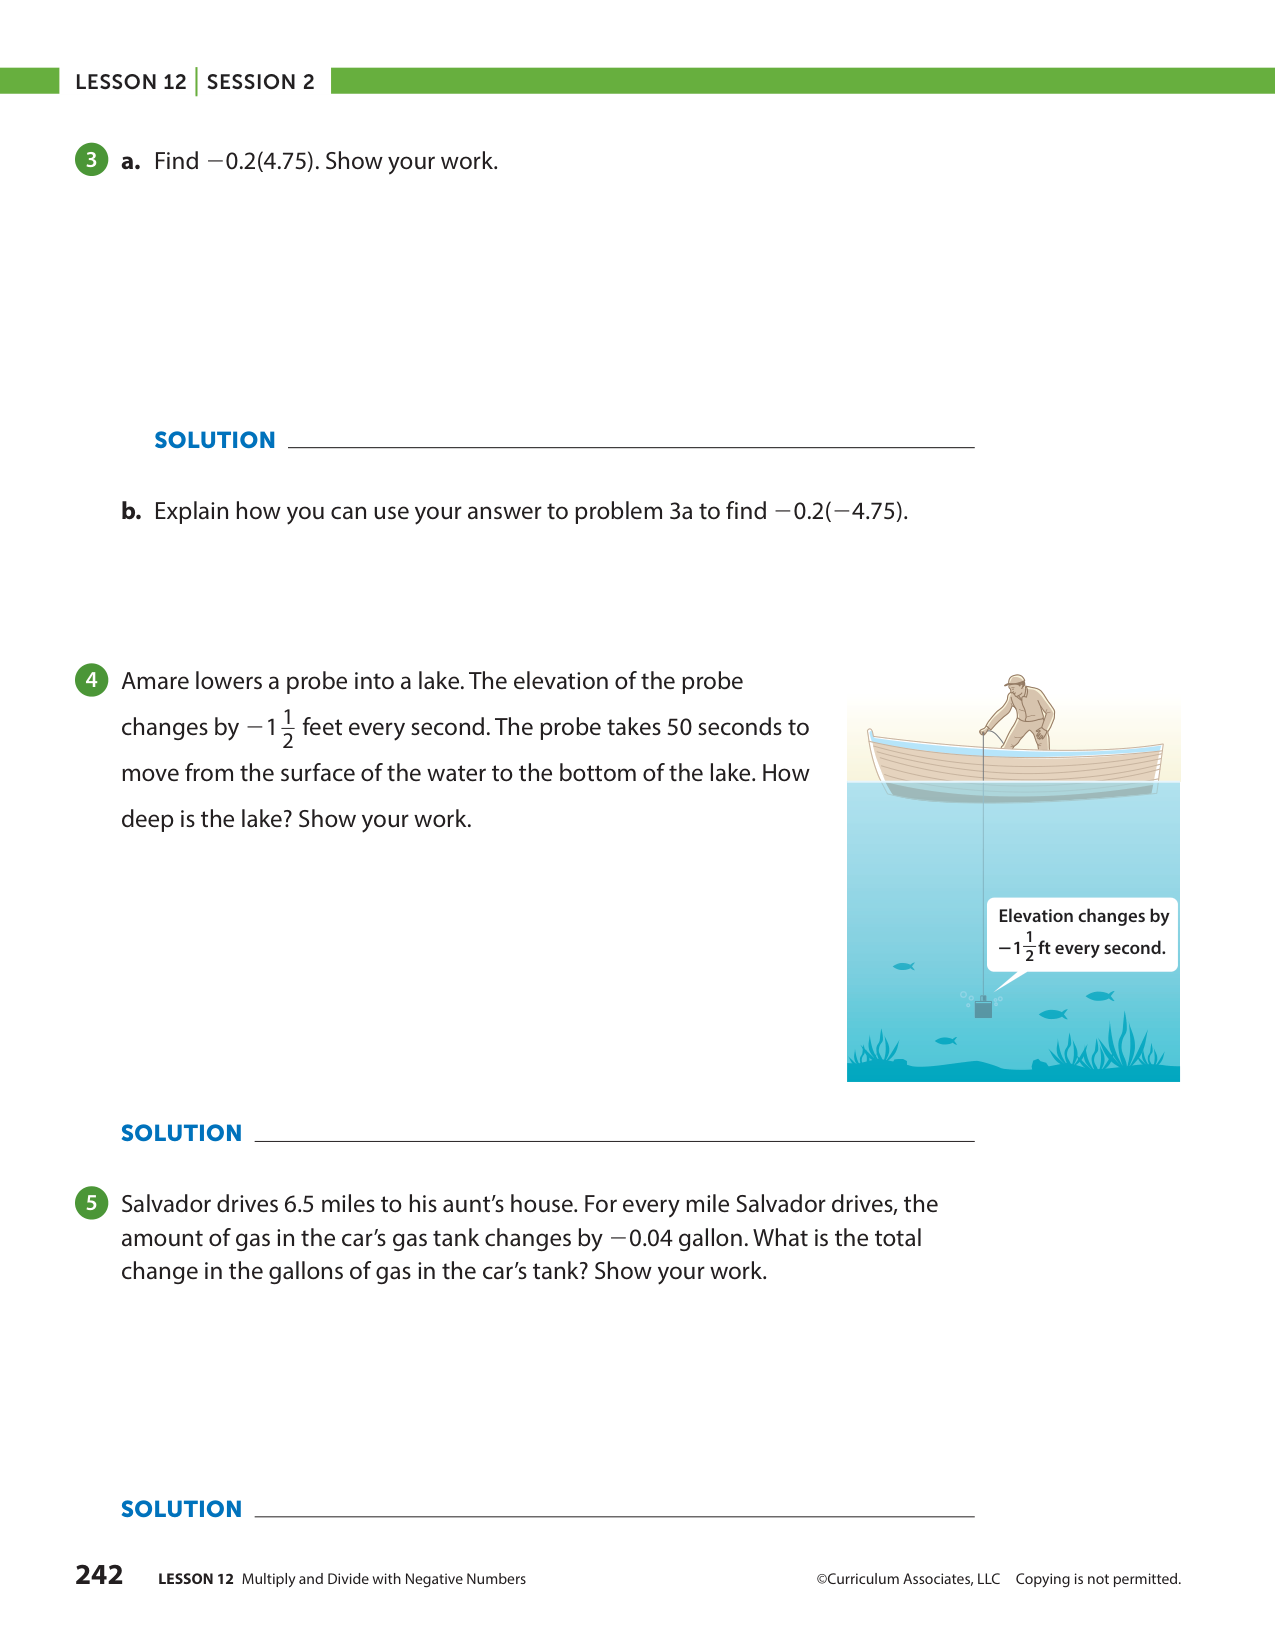 LESSON 12 | SESSION 2
3 a. Find −0.2(4.75). Show your work.
SOLUTION
b. Explain how you can use your answer to problem 3a to find −0.2(−4.75).
4 Amare lowers a probe into a lake. The elevation of the probe
changes by −1 1/2 feet every second. The probe takes 50 seconds to
move from the surface of the water to the bottom of the lake. How
deep is the lake? Show your work.
Elevation changes by
−1 1/2 ft every second.
SOLUTION
5 Salvador drives 6.5 miles to his aunt’s house. For every mile Salvador drives, the
amount of gas in the car’s gas tank changes by −0.04 gallon. What is the total
change in the gallons of gas in the car’s tank? Show your work.
SOLUTION
242 LESSON 12 Multiply and Divide with Negative Numbers ©Curriculum Associates, LLC Copying is not permitted.